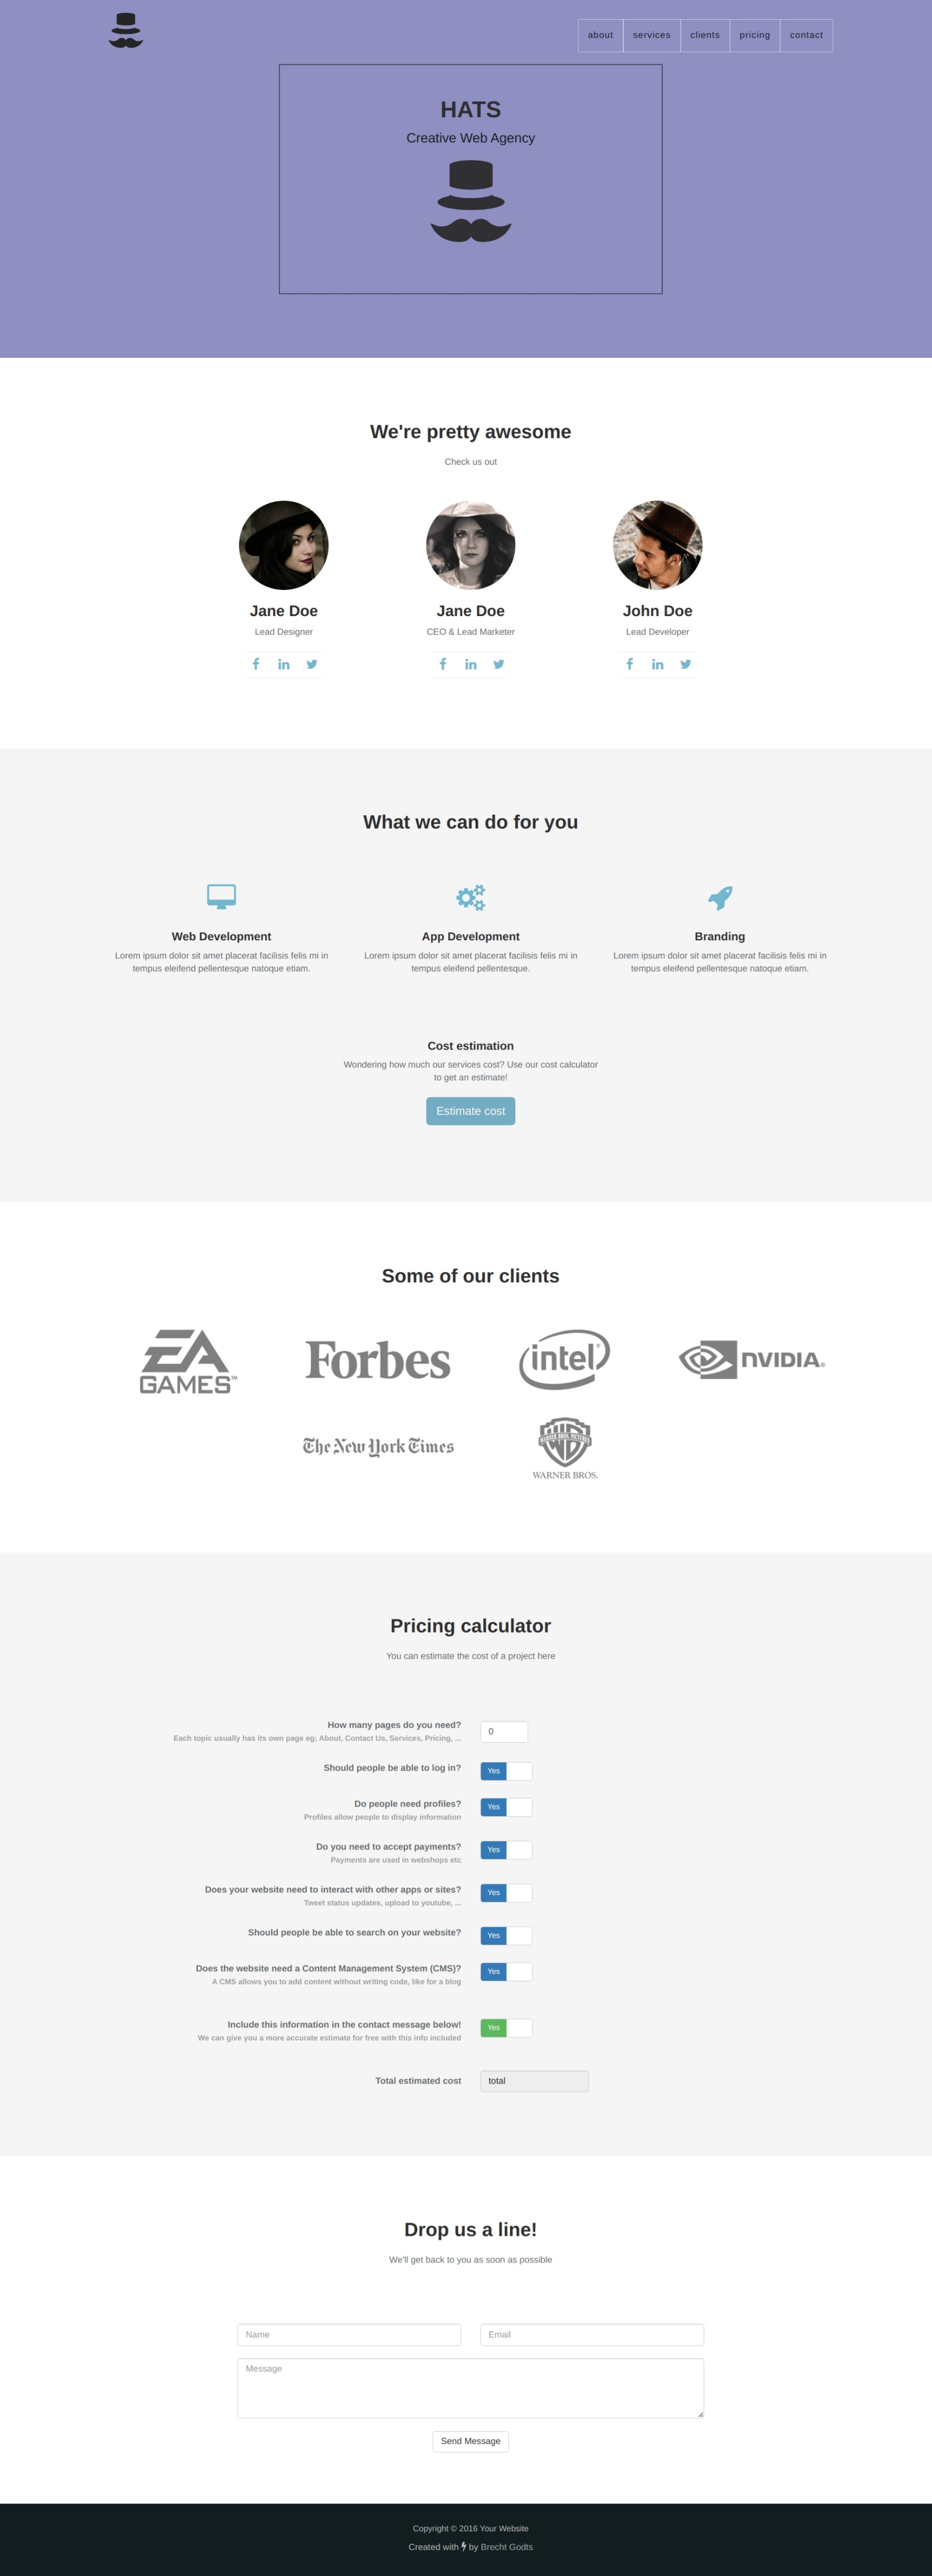 about services clients pricing contact
HATS
Creative Web Agency
We're pretty awesome
Check us out
Jane Doe
Lead Designer
Jane Doe
CEO & Lead Marketer
John Doe
Lead Developer
What we can do for you
Web Development
Lorem ipsum dolor sit amet placerat facilisis felis mi in
tempus eleifend pellentesque natoque etiam.
App Development
Lorem ipsum dolor sit amet placerat facilisis felis mi in
tempus eleifend pellentesque.
Branding
Lorem ipsum dolor sit amet placerat facilisis felis mi in
tempus eleifend pellentesque natoque etiam.
Cost estimation
Wondering how much our services cost? Use our cost calculator
to get an estimate!
Estimate cost
Some of our clients
EA
GAMES™
Forbes
intel®
NVIDIA®
The New York Times
WARNER BROS. PICTURES
WB
WARNER BROS.
Pricing calculator
You can estimate the cost of a project here
How many pages do you need?
0
Each topic usually has its own page eg; About, Contact Us, Services, Pricing, ...
Should people be able to log in?
Yes
Do people need profiles?
Yes
Profiles allow people to display information
Do you need to accept payments?
Yes
Payments are used in webshops etc
Does your website need to interact with other apps or sites?
Yes
Tweet status updates, upload to youtube, ...
Should people be able to search on your website?
Yes
Does the website need a Content Management System (CMS)?
Yes
A CMS allows you to add content without writing code, like for a blog
Include this information in the contact message below!
Yes
We can give you a more accurate estimate for free with this info included
Total estimated cost
total
Drop us a line!
We'll get back to you as soon as possible
Name
Email
Message
Send Message
Copyright © 2016 Your Website
Created with by Brecht Godts